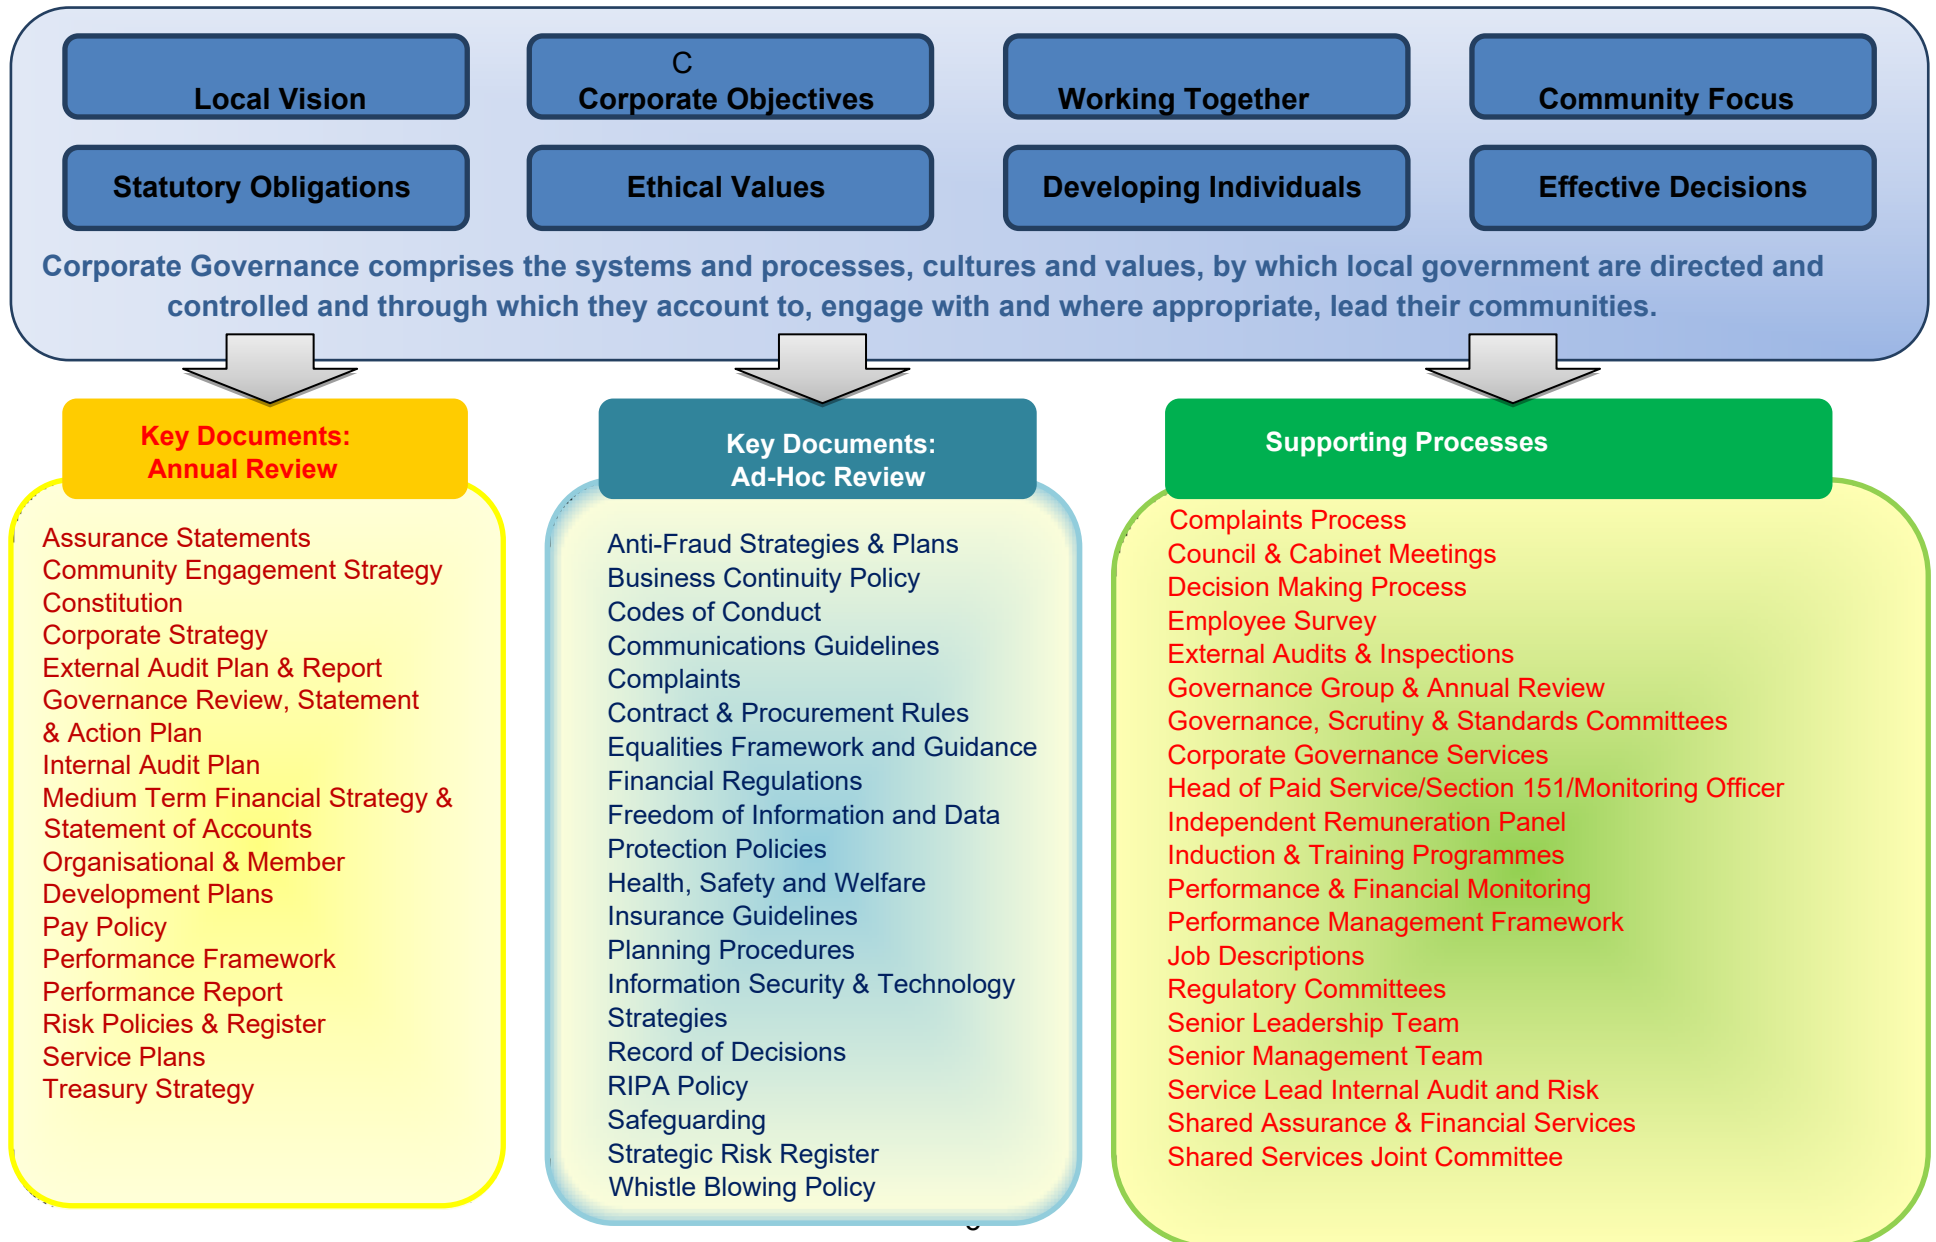 Local Vision
C
Corporate Objectives
Working Together
Community Focus
Statutory Obligations
Ethical Values
Developing Individuals
Effective Decisions
Corporate Governance comprises the systems and processes, cultures and values, by which local government are directed and
controlled and through which they account to, engage with and where appropriate, lead their communities.
Key Documents:
Annual Review
Assurance Statements
Community Engagement Strategy
Constitution
Corporate Strategy
External Audit Plan & Report
Governance Review, Statement
& Action Plan
Internal Audit Plan
Medium Term Financial Strategy &
Statement of Accounts
Organisational & Member
Development Plans
Pay Policy
Performance Framework
Performance Report
Risk Policies & Register
Service Plans
Treasury Strategy
Key Documents:
Ad-Hoc Review
Anti-Fraud Strategies & Plans
Business Continuity Policy
Codes of Conduct
Communications Guidelines
Complaints
Contract & Procurement Rules
Equalities Framework and Guidance
Financial Regulations
Freedom of Information and Data
Protection Policies
Health, Safety and Welfare
Insurance Guidelines
Planning Procedures
Information Security & Technology
Strategies
Record of Decisions
RIPA Policy
Safeguarding
Strategic Risk Register
Whistle Blowing Policy
Supporting Processes
Complaints Process
Council & Cabinet Meetings
Decision Making Process
Employee Survey
External Audits & Inspections
Governance Group & Annual Review
Governance, Scrutiny & Standards Committees
Corporate Governance Services
Head of Paid Service/Section 151/Monitoring Officer
Independent Remuneration Panel
Induction & Training Programmes
Performance & Financial Monitoring
Performance Management Framework
Job Descriptions
Regulatory Committees
Senior Leadership Team
Senior Management Team
Service Lead Internal Audit and Risk
Shared Assurance & Financial Services
Shared Services Joint Committee